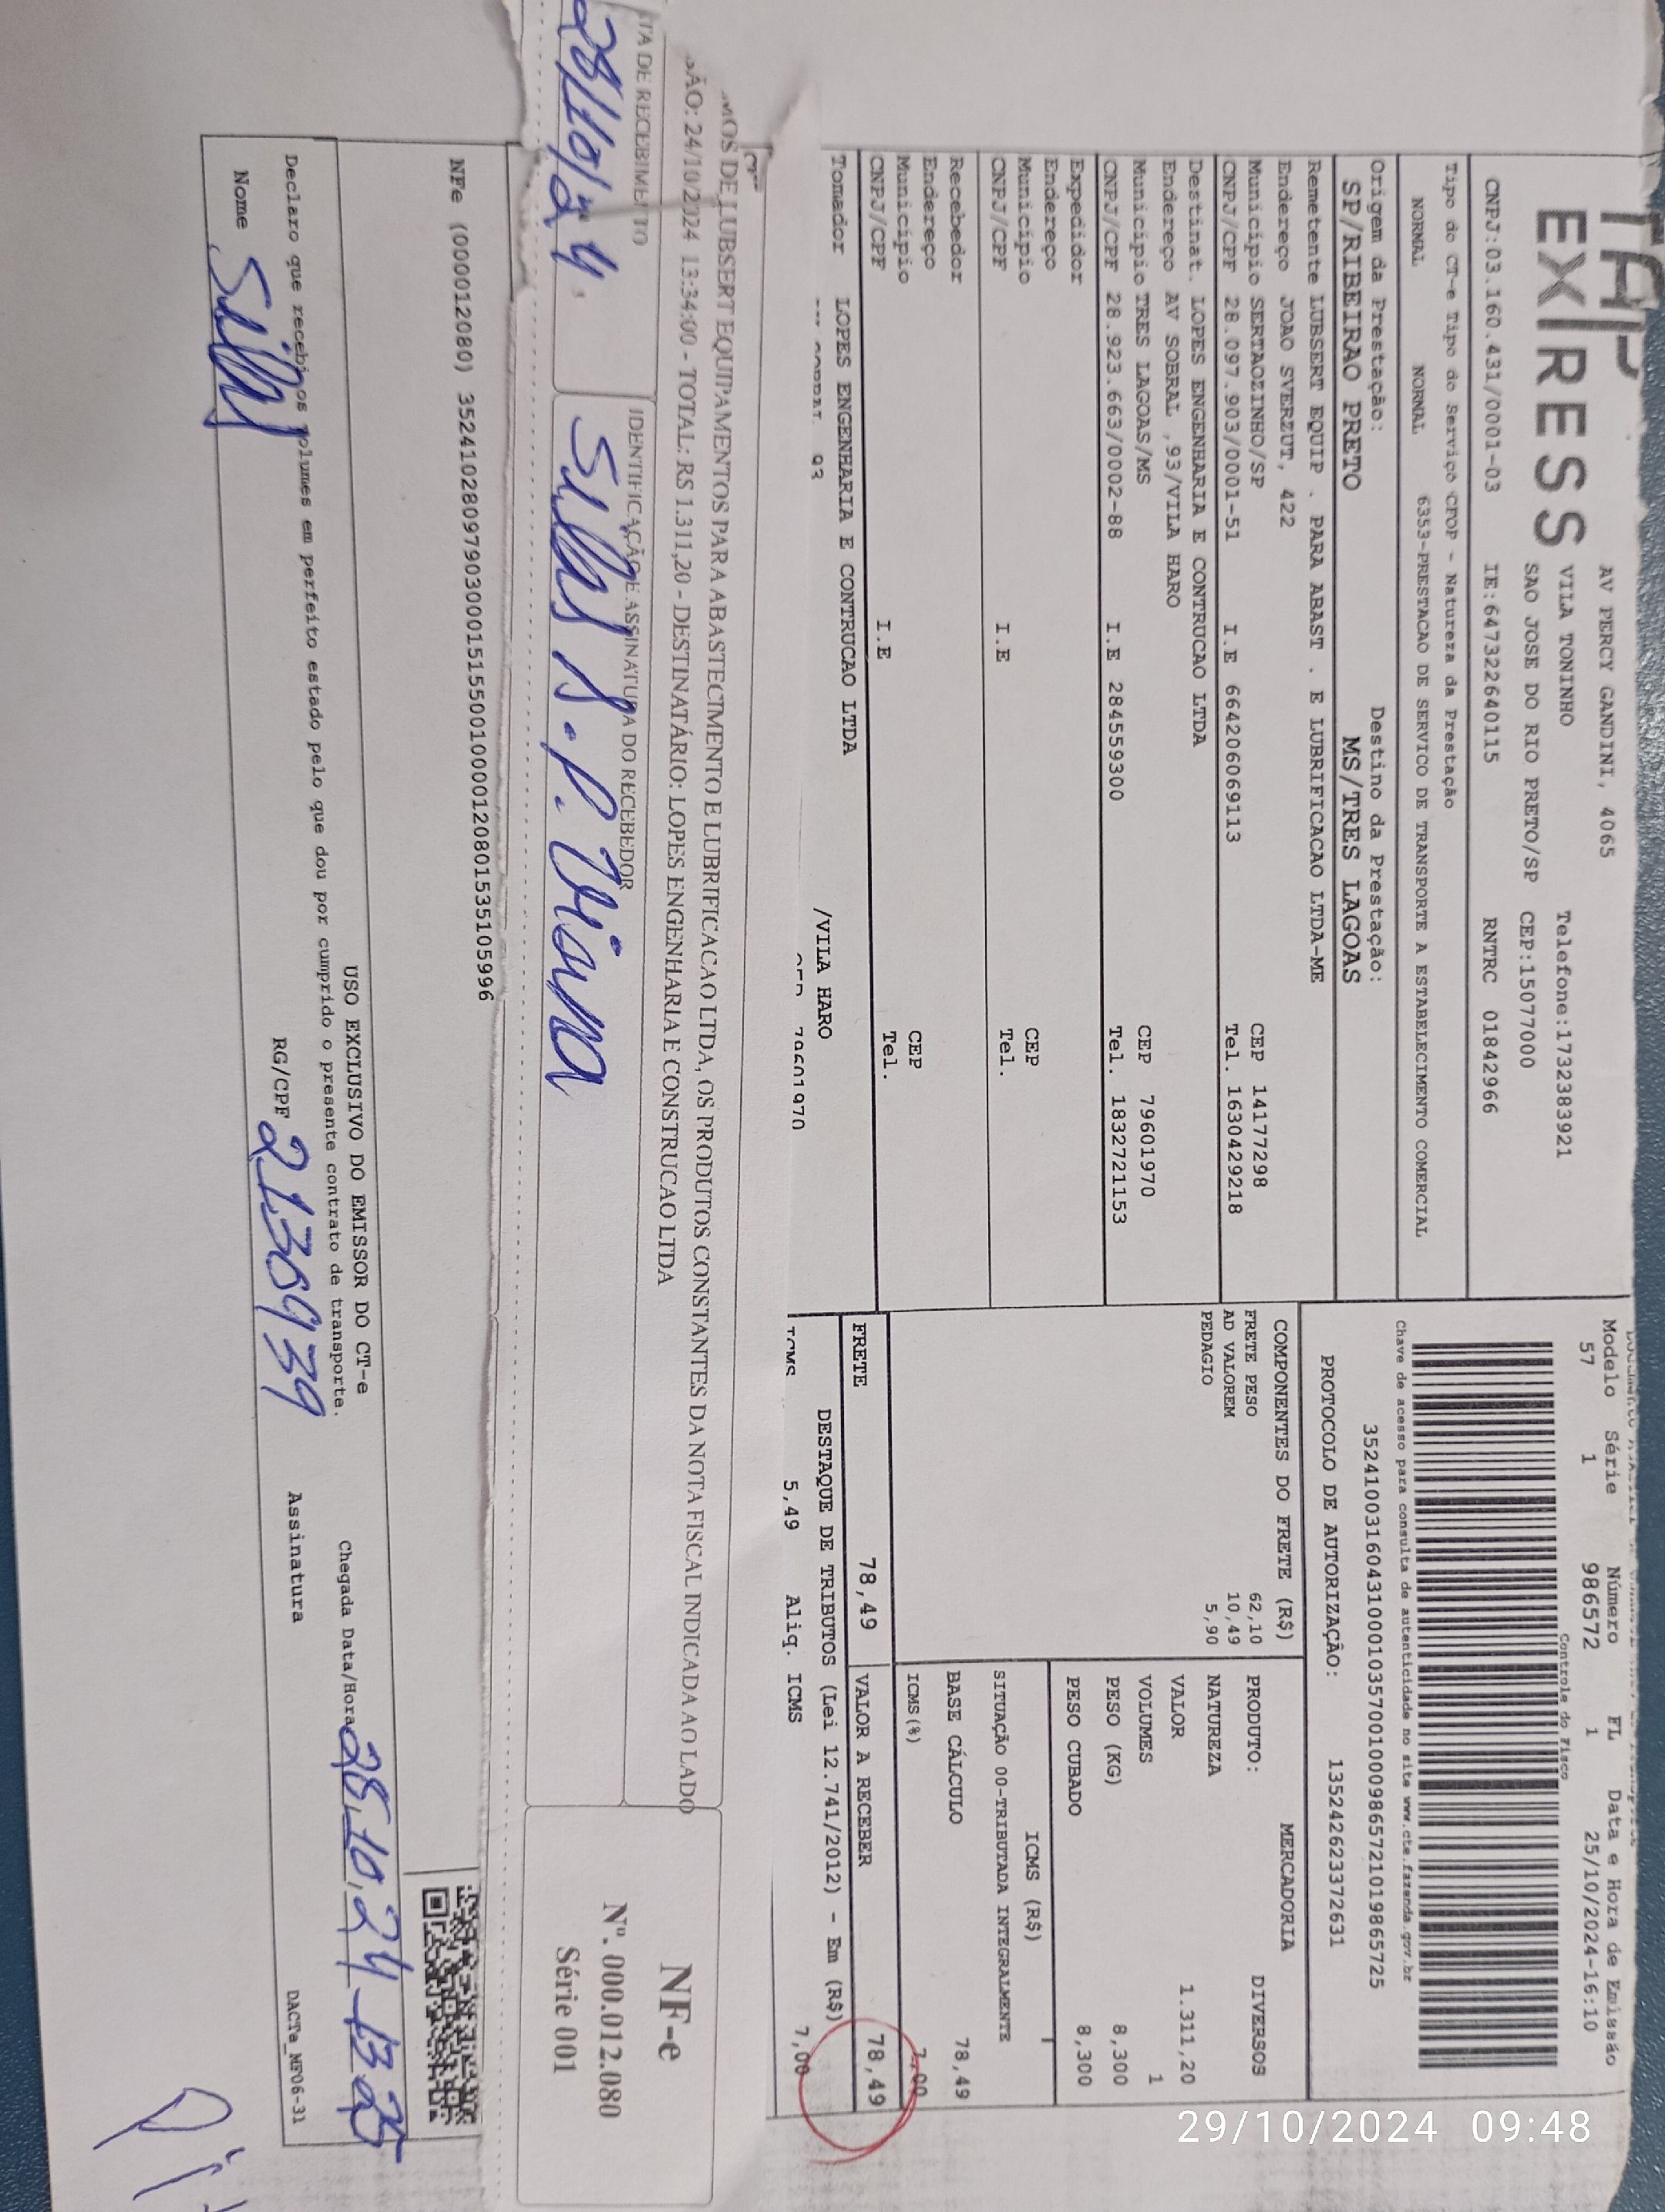 TAP
EXPRESS
AV PERCY GANDINI, 4065
VILA TONINHO Telefone:1732383921
SAO JOSE DO RIO PRETO/SP CEP:15077000
CNPJ:03.160.431/0001-03 IE:647322640115 RNTRC 01842966
Modelo Série Número FL Data e Hora de Emissão
57 1 986572 1 25/10/2024-16:10
Controle do Fisco
Chave de acesso para consulta de autenticidade no site www.cte.fazenda.gov.br
35241003160431000103570010009865721019865725
PROTOCOLO DE AUTORIZAÇÃO: 135242623372631
Tipo do CT-e Tipo do Serviço CFOP - Natureza da Prestação
NORMAL NORMAL 6353-PRESTACAO DE SERVICO DE TRANSPORTE A ESTABELECIMENTO COMERCIAL
Origem da Prestação: Destino da Prestação:
SP/RIBEIRAO PRETO MS/TRES LAGOAS
Remetente LUBSERT EQUIP . PARA ABAST . E LUBRIFICACAO LTDA-ME
Endereço JOAO SVERZUT, 422
Município SERTAOZINHO/SP CEP 14177298
CNPJ/CPF 28.097.903/0001-51 I.E 664206069113 Tel. 1630429218
Destinat. LOPES ENGENHARIA E CONTRUCAO LTDA
Endereço AV SOBRAL ,93/VILA HARO
Município TRES LAGOAS/MS CEP 79601970
CNPJ/CPF 28.923.663/0002-88 I.E 284559300 Tel. 1832721153
Expedidor
Endereço
Município CEP
CNPJ/CPF I.E Tel.
Recebedor
Endereço
Município CEP
CNPJ/CPF I.E Tel.
Tomador LOPES ENGENHARIA E CONTRUCAO LTDA
93 /VILA HARO
79601970
COMPONENTES DO FRETE (R$)
FRETE PESO 62,10
AD VALOREM 10,49
PEDAGIO 5,90
MERCADORIA
PRODUTO: DIVERSOS
NATUREZA
VALOR 1.311,20
VOLUMES 1
PESO (KG) 8,300
PESO CUBADO 8,300
ICMS (R$)
SITUAÇÃO 00-TRIBUTADA INTEGRALMENTE
BASE CÁLCULO 78,49
ICMS(%) 7,00
FRETE 78,49 VALOR A RECEBER 78,49
DESTAQUE DE TRIBUTOS (Lei 12.741/2012) - Em (R$)
ICMS 5,49 Aliq. ICMS 7,00
MOS DE LUBSERT EQUIPAMENTOS PARA ABASTECIMENTO E LUBRIFICACAO LTDA, OS PRODUTOS CONSTANTES DA NOTA FISCAL INDICADA AO LADO
SÃO: 24/10/2024 13:34:00 - TOTAL: R$ 1.311,20 - DESTINATÁRIO: LOPES ENGENHARIA E CONSTRUCAO LTDA
TA DE RECEBIMENTO IDENTIFICAÇÃO E ASSINATURA DO RECEBEDOR
28/10/24
NF-e
Nº. 000.012.080
Série 001
NFe (000012080) 35241028097903000151550010000120801535105996
USO EXCLUSIVO DO EMISSOR DO CT-e
Declaro que recebi os volumes em perfeito estado pelo que dou por cumprido o presente contrato de transporte.
Chegada Data/Hora 28/10/24
Nome RG/CPF 21309939 Assinatura
DACTe_MF06-31
29/10/2024 09:48